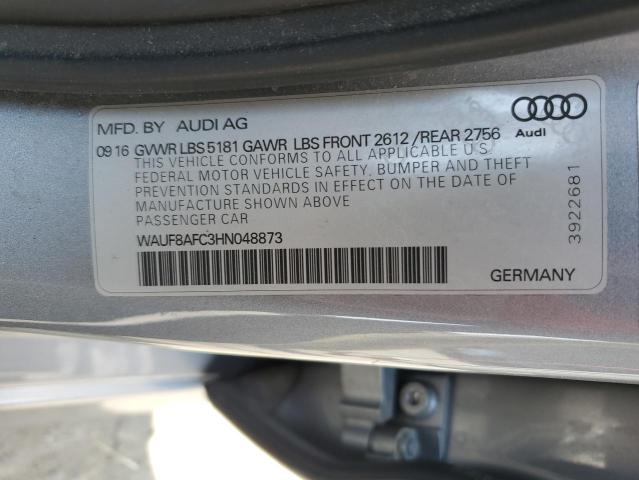 MFD. BY AUDI AG
09 16 GVWR LBS 5181 GAWR LBS FRONT 2612 /REAR 2756
THIS VEHICLE CONFORMS TO ALL APPLICABLE U.S.
FEDERAL MOTOR VEHICLE SAFETY, BUMPER AND THEFT
PREVENTION STANDARDS IN EFFECT ON THE DATE OF
MANUFACTURE SHOWN ABOVE
PASSENGER CAR
WAUF8AFC3HN048873
GERMANY
Audi
3922681